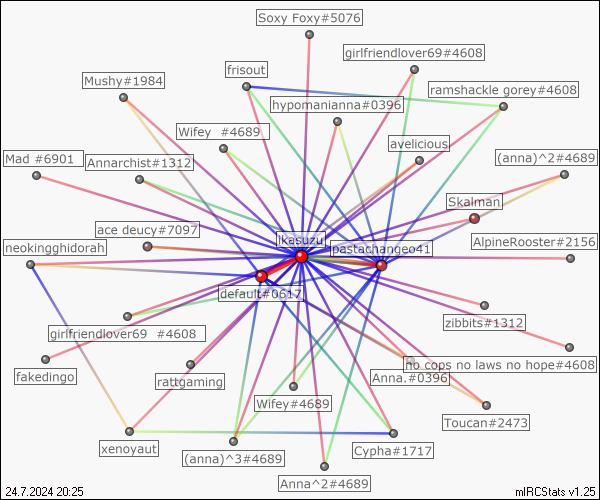 Soxy Foxy#5076
girlfriendlover69#4608
frisout
Mushy#1984
ramshackle gorey#4608
hypomanianna#0396
Wifey   #4689
avelicious
Mad #6901
Annarchist#1312
(anna)^2#4689
Skalman
ace deucy#7097
ikasuzu
pastachangeo41
AlpineRooster#2156
neokingghidorah
default#0617
zibbits#1312
girlfriendlover69   #4608
no cops no laws no hope#4608
fakedingo
rattgaming
Anna.#0396
Wifey#4689
Toucan#2473
xenoyaut
(anna)^3#4689
Cypha#1717
Anna^2#4689
24.7.2024 20:25
mIRCStats v1.25